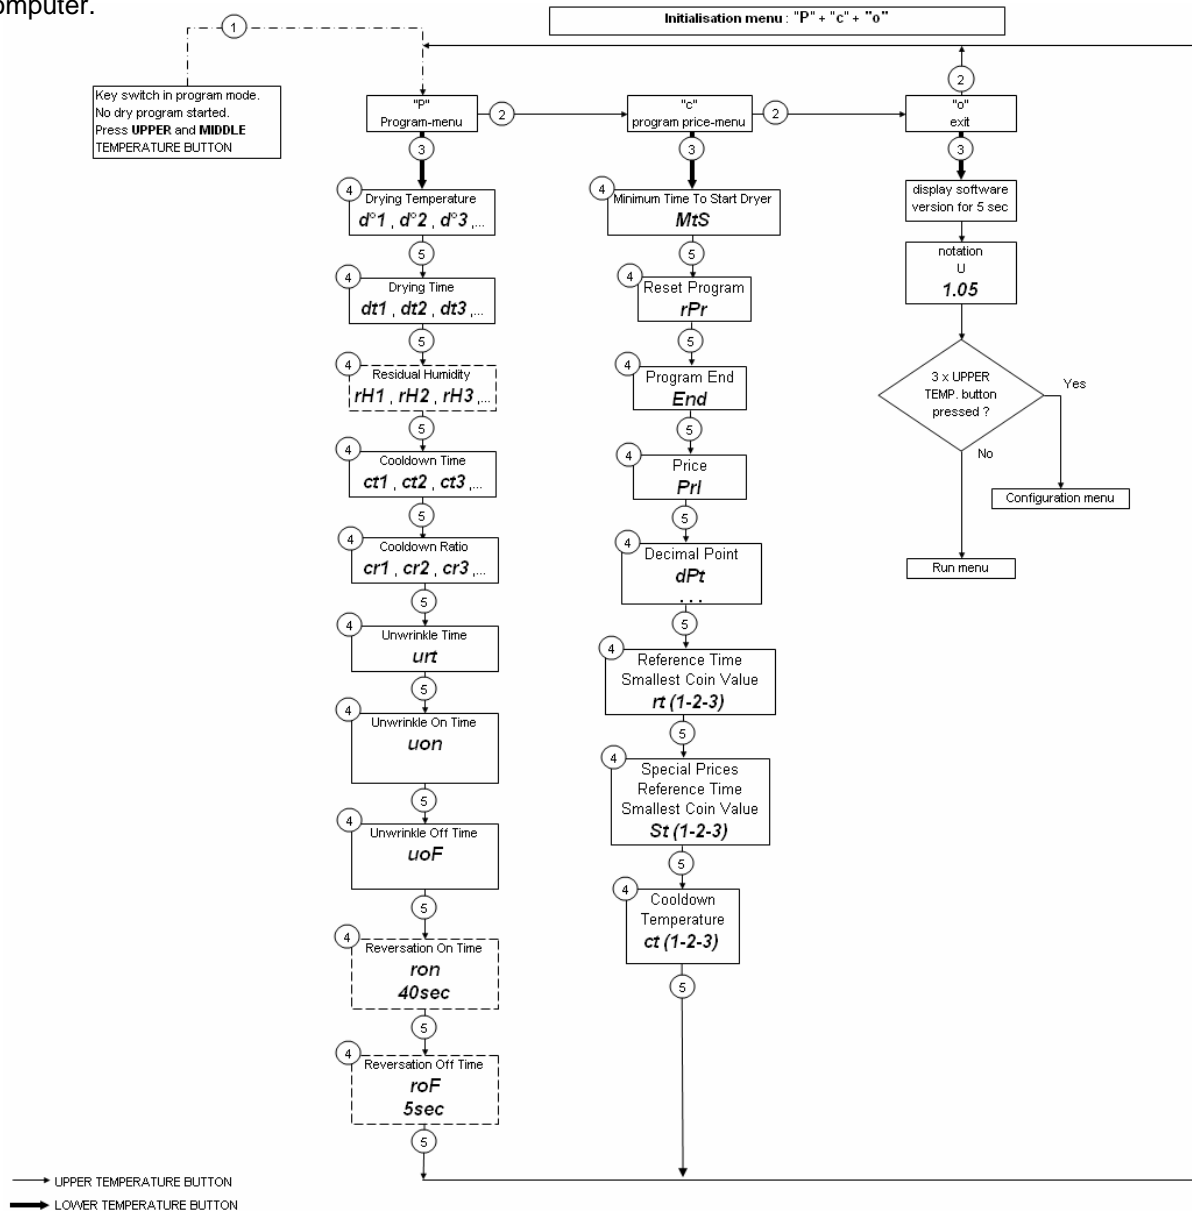 omputer.
Initialisation menu : "P" + "c" + "o"
1
2
Key switch in program mode.
No dry program started.
Press UPPER and MIDDLE
TEMPERATURE BUTTON
"P"
Program-menu
2
"c"
program price-menu
2
"o"
exit
3
3
3
4
Drying Temperature
d°1 , d°2 , d°3 ,...
5
4
Drying Time
dt1 , dt2 , dt3 ,...
5
4
Residual Humidity
rH1 , rH2 , rH3 ,...
5
4
Cooldown Time
ct1 , ct2 , ct3 ,...
5
4
Cooldown Ratio
cr1 , cr2 , cr3 ,...
5
4
Unwrinkle Time
urt
5
4
Unwrinkle On Time
uon
5
4
Unwrinkle Off Time
uoF
5
4
Reversation On Time
ron
40sec
5
4
Reversation Off Time
roF
5sec
5
4
Minimum Time To Start Dryer
MtS
5
4
Reset Program
rPr
5
4
Program End
End
5
4
Price
PrI
5
4
Decimal Point
dPt
. . .
5
4
Reference Time
Smallest Coin Value
rt (1-2-3)
5
4
Special Prices
Reference Time
Smallest Coin Value
St (1-2-3)
5
4
Cooldown
Temperature
ct (1-2-3)
5
display software
version for 5 sec
notation
U
1.05
3 x UPPER
TEMP. button
pressed ?
Yes
No
Configuration menu
Run menu
UPPER TEMPERATURE BUTTON
LOWER TEMPERATURE BUTTON